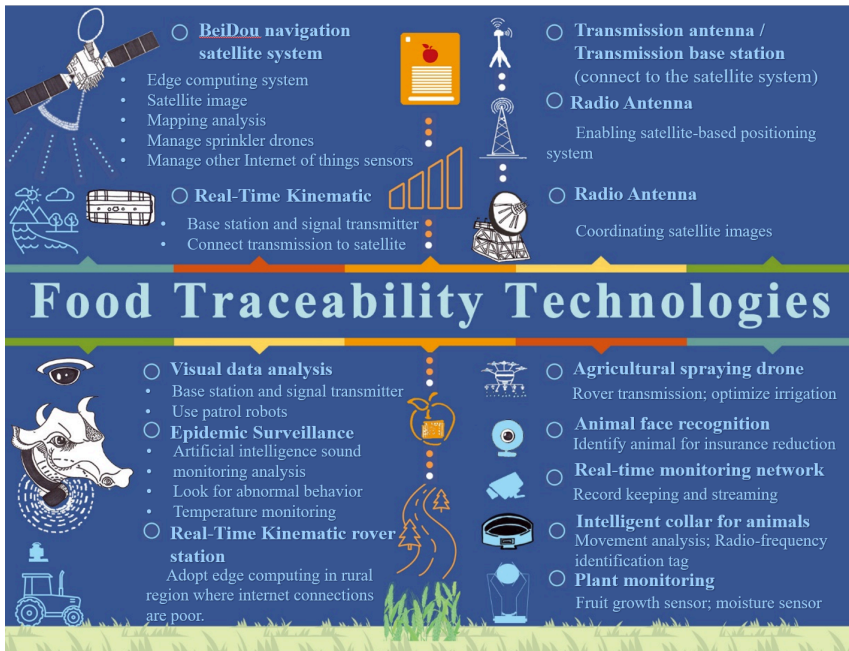 BeiDou navigation
satellite system
• Edge computing system
• Satellite image
• Mapping analysis
• Manage sprinkler drones
• Manage other Internet of things sensors
Real-Time Kinematic
• Base station and signal transmitter
• Connect transmission to satellite
Transmission antenna /
Transmission base station
(connect to the satellite system)
Radio Antenna
Enabling satellite-based positioning
system
Radio Antenna
Coordinating satellite images
Food Traceability Technologies
Visual data analysis
• Base station and signal transmitter
• Use patrol robots
Epidemic Surveillance
• Artificial intelligence sound
• monitoring analysis
• Look for abnormal behavior
• Temperature monitoring
Real-Time Kinematic rover
station
Adopt edge computing in rural
region where internet connections
are poor.
Agricultural spraying drone
Rover transmission; optimize irrigation
Animal face recognition
Identify animal for insurance reduction
Real-time monitoring network
Record keeping and streaming
Intelligent collar for animals
Movement analysis; Radio-frequency
identification tag
Plant monitoring
Fruit growth sensor; moisture sensor